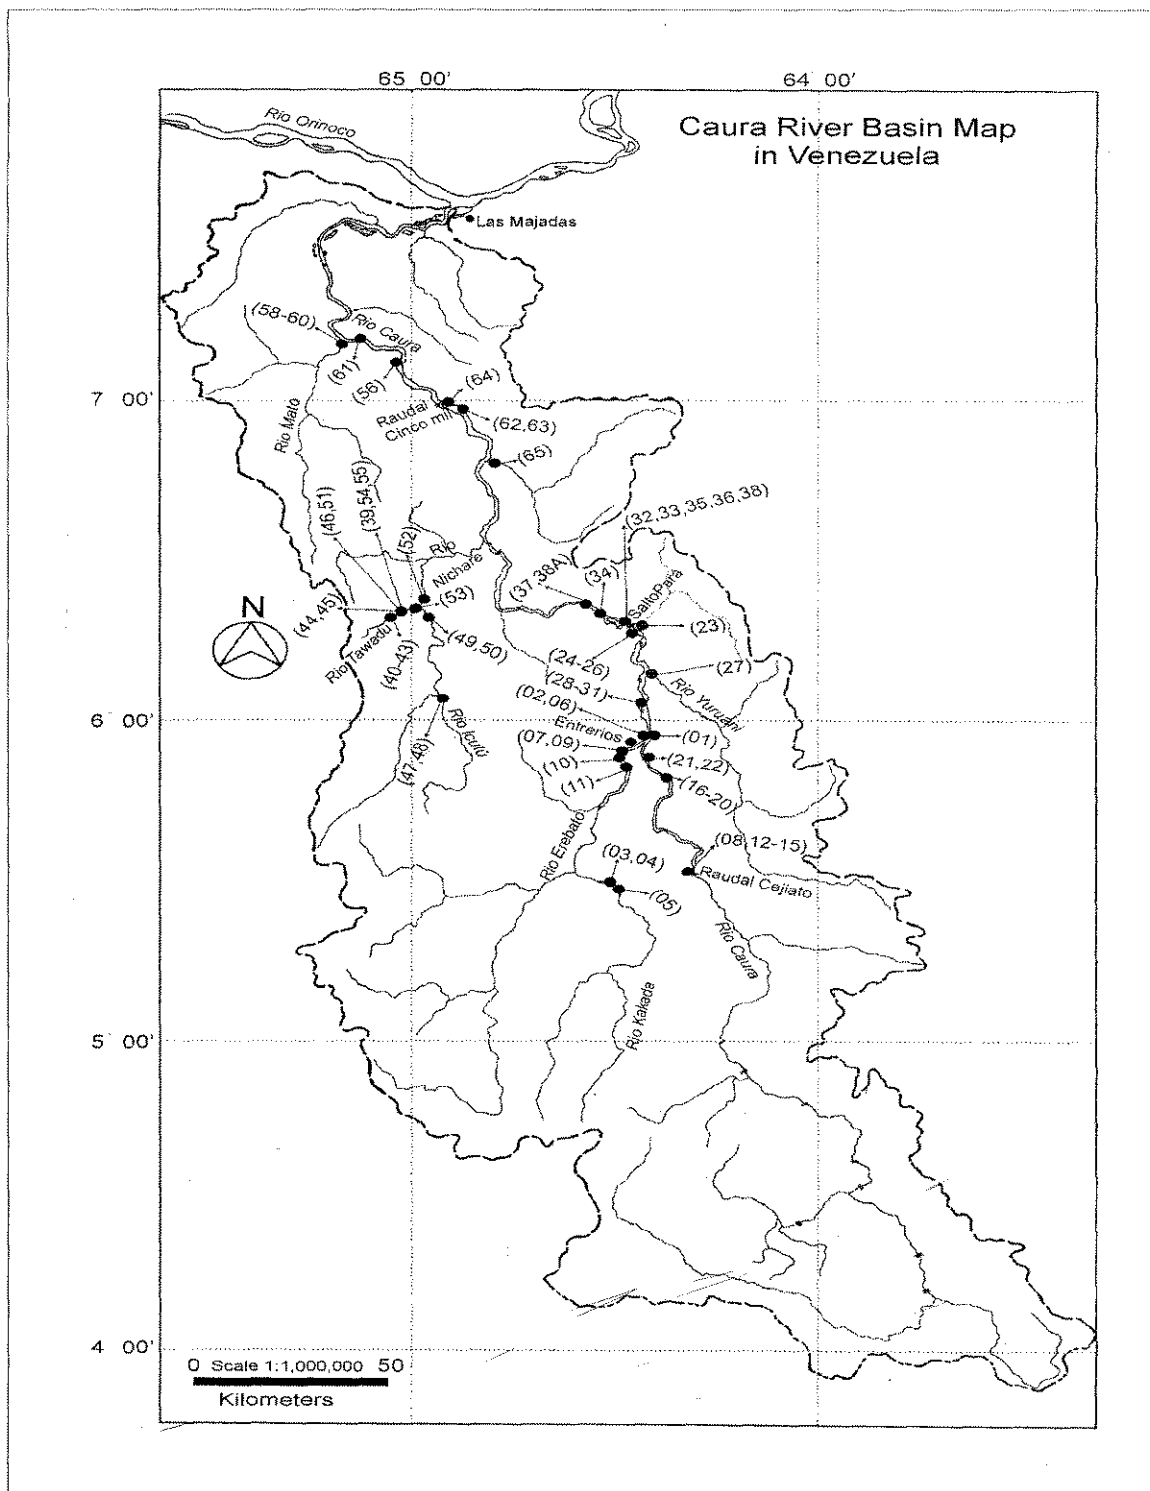 65 00'
64 00'
Rio Orinoco
Caura River Basin Map
in Venezuela
Las Majadas
(58-60)
Rio Caura
(61)
(56)
(64)
7 00'
Raudal
Cinco mil
(62,63)
Rio Mato
(65)
(46,51)
(39,54,55)
(52)
Rio
Nichare
(32,33,35,36,38)
(37,38A)
(34)
SaltoPará
N
(44,45)
(53)
(23)
Rio Tawadu
(40-43)
(49,50)
(24-26)
(27)
(28-31)
Rio Yuruani
(02,06)
6 00'
Entrerios
(01)
Rio Icutú
(47,48)
(07,09)
(21,22)
(10)
(11)
(16-20)
Rio Erebato
(03,04)
(08,12-15)
Raudal Cejiato
(05)
Rio Caura
Rio Kakada
5 00'
4 00'
0 Scale 1:1,000,000 50
Kilometers